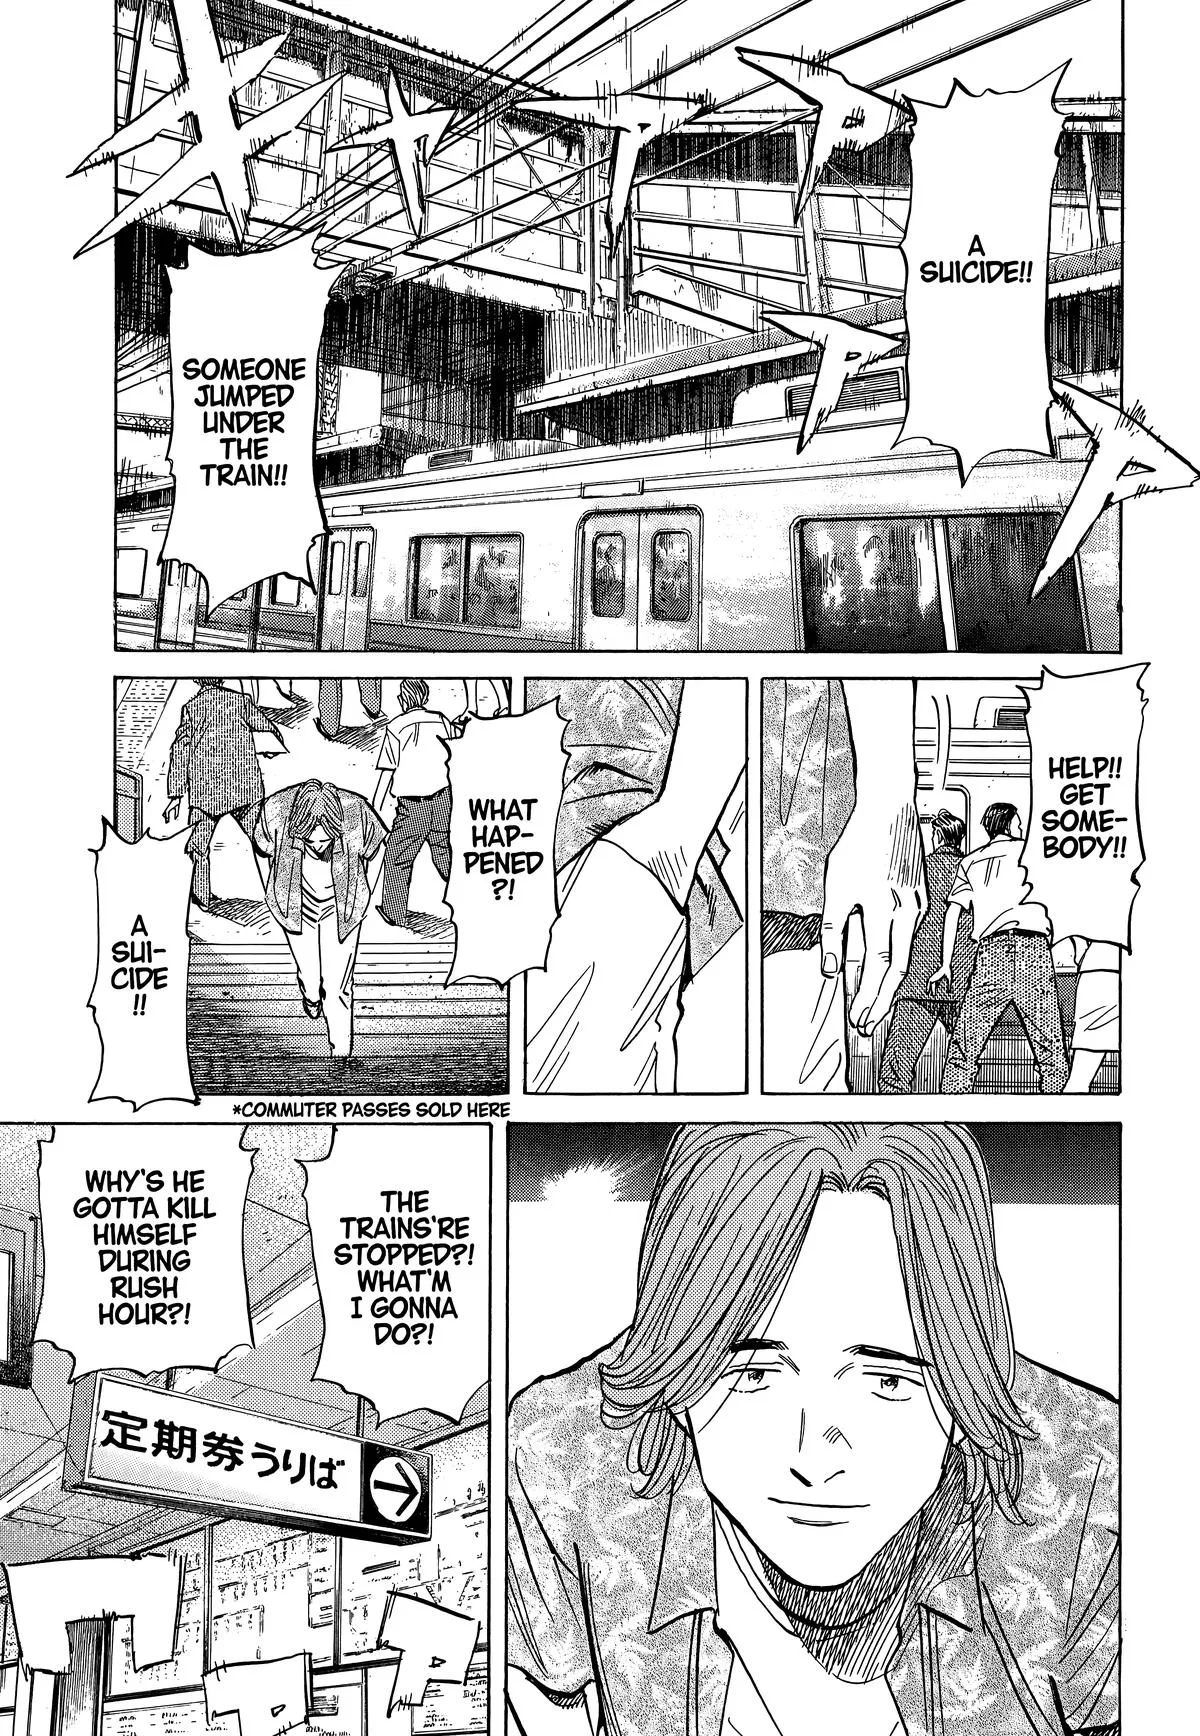 A
SUICIDE!!
SOMEONE
JUMPED
UNDER
THE
TRAIN!!
HELP!!
GET
SOME-
BODY!!
WHAT
HAP-
PENED
?!
A
SUI-
CIDE
!!
*COMMUTER PASSES SOLD HERE
THE
TRAINS'RE
STOPPED?!
WHAT'M
I GONNA
DO?!
WHY'S HE
GOTTA KILL
HIMSELF
DURING
RUSH
HOUR?!
定期券うりば